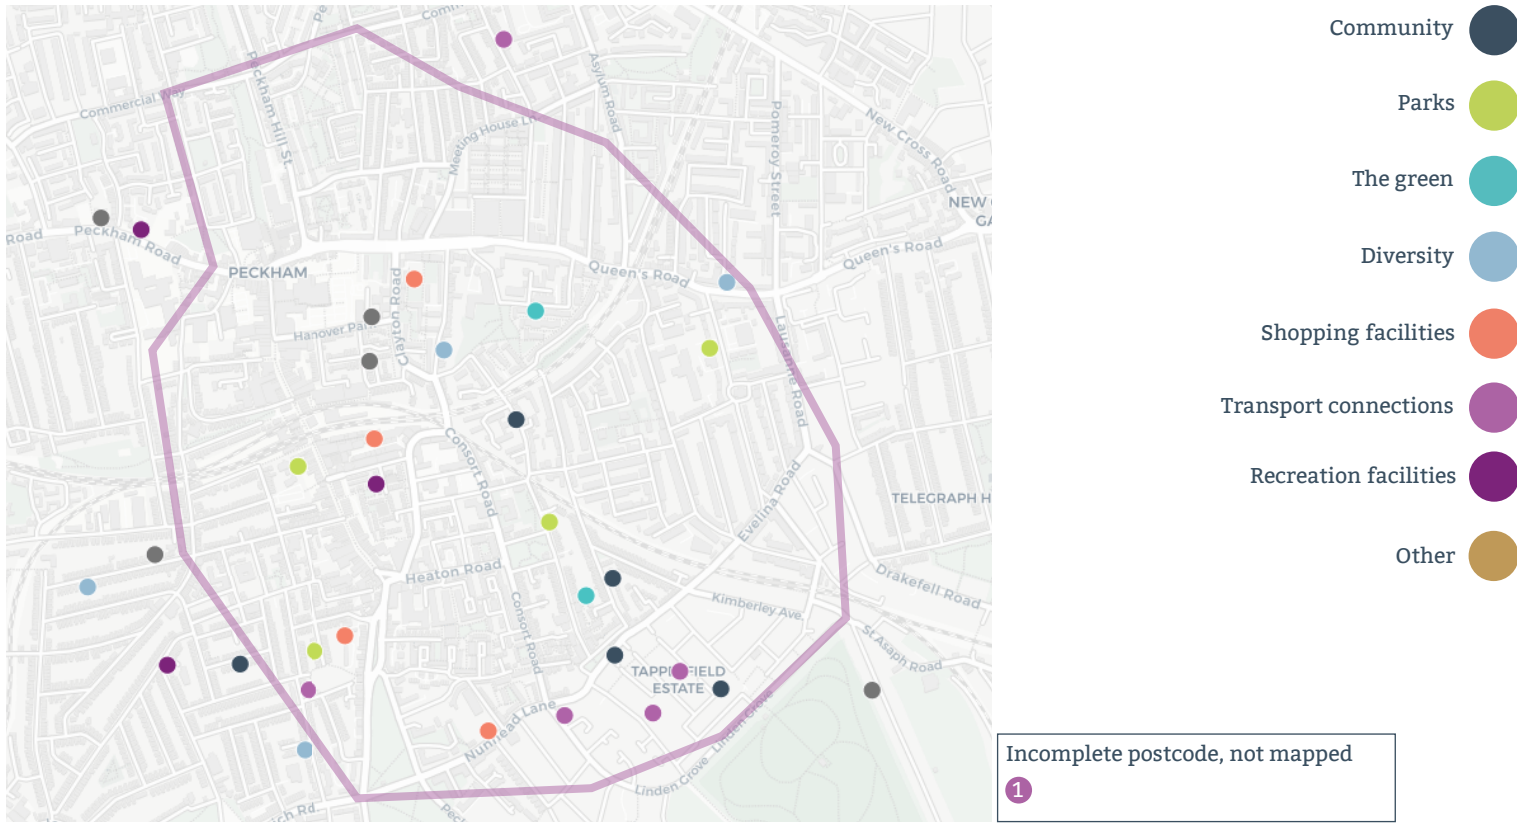 Community
Parks
The green
Diversity
Shopping facilities
Transport connections
Recreation facilities
Other
Incomplete postcode, not mapped
1
Commercial Way
Peckham Hill St.
Meeting House Ln
Asylum Road
Pomeroy Street
New Cross Road
NEW
Road
Peckham Road
PECKHAM
Queen's Road
Queen's Road
Hanover Park
Clayton Road
Lausanne Road
Consort Road
Evelina Road
TELEGRAPH H
Heaton Road
Consort Road
Kimberley Ave.
Drakefell Road
St Asaph Road
ESTATE
Nunhead Lane
Linden Grove
Linden Grove
Rd.